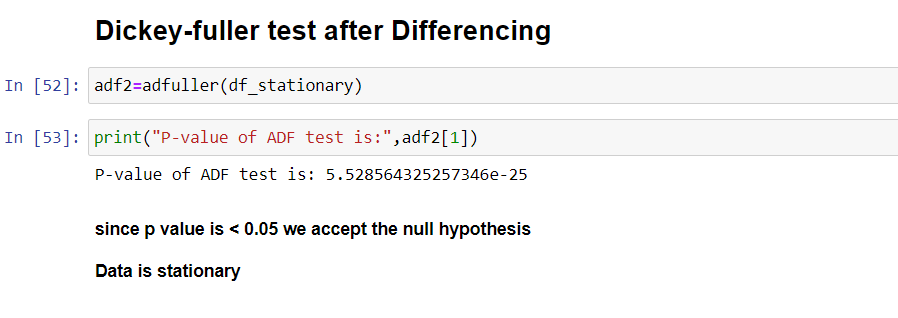 Dickey-fuller test after Differencing
In [52]: adf2=adfuller(df_stationary)
In [53]: print("P-value of ADF test is:",adf2[1])
P-value of ADF test is: 5.528564325257346e-25
since p value is < 0.05 we accept the null hypothesis
Data is stationary